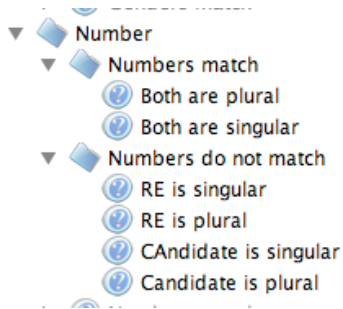 Number
Numbers match
Both are plural
Both are singular
Numbers do not match
RE is singular
RE is plural
CAndidate is singular
Candidate is plural